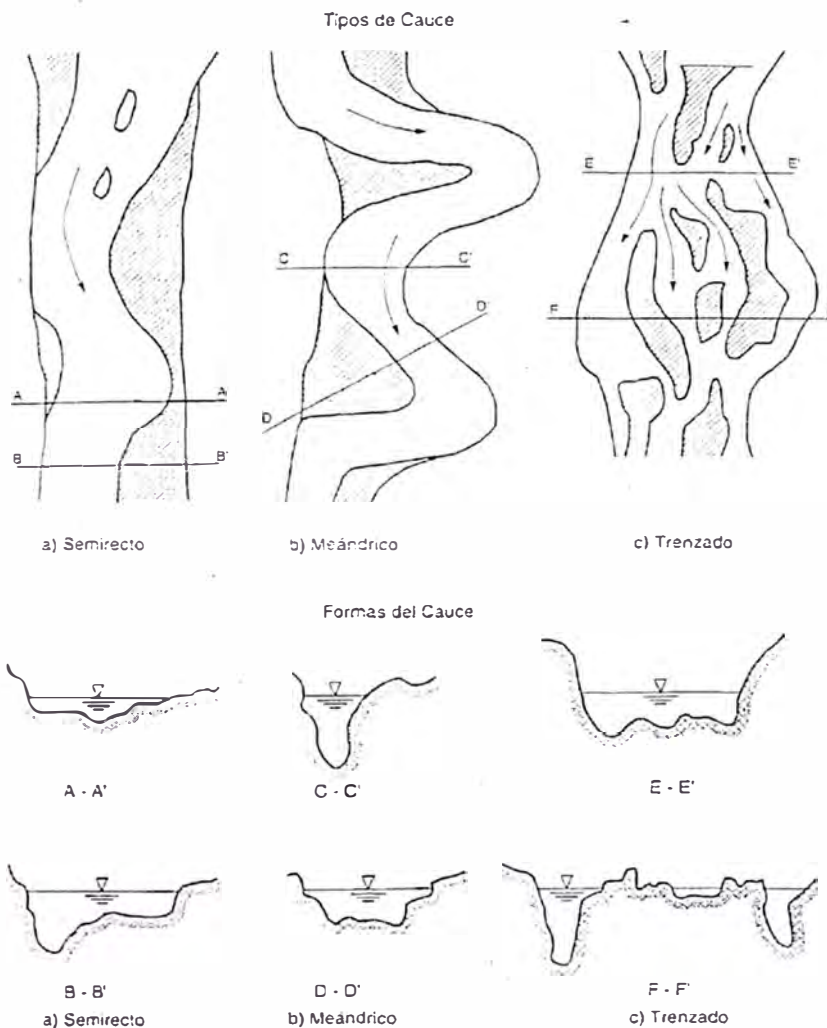 Tipos de Cauce
E E'
C C'
D'
F
A A'
D
B B'
a) Semirecto b) Meándrico c) Trenzado
Formas del Cauce
A - A' C - C' E - E'
B - B' D - D' F - F'
a) Semirecto b) Meándrico c) Trenzado